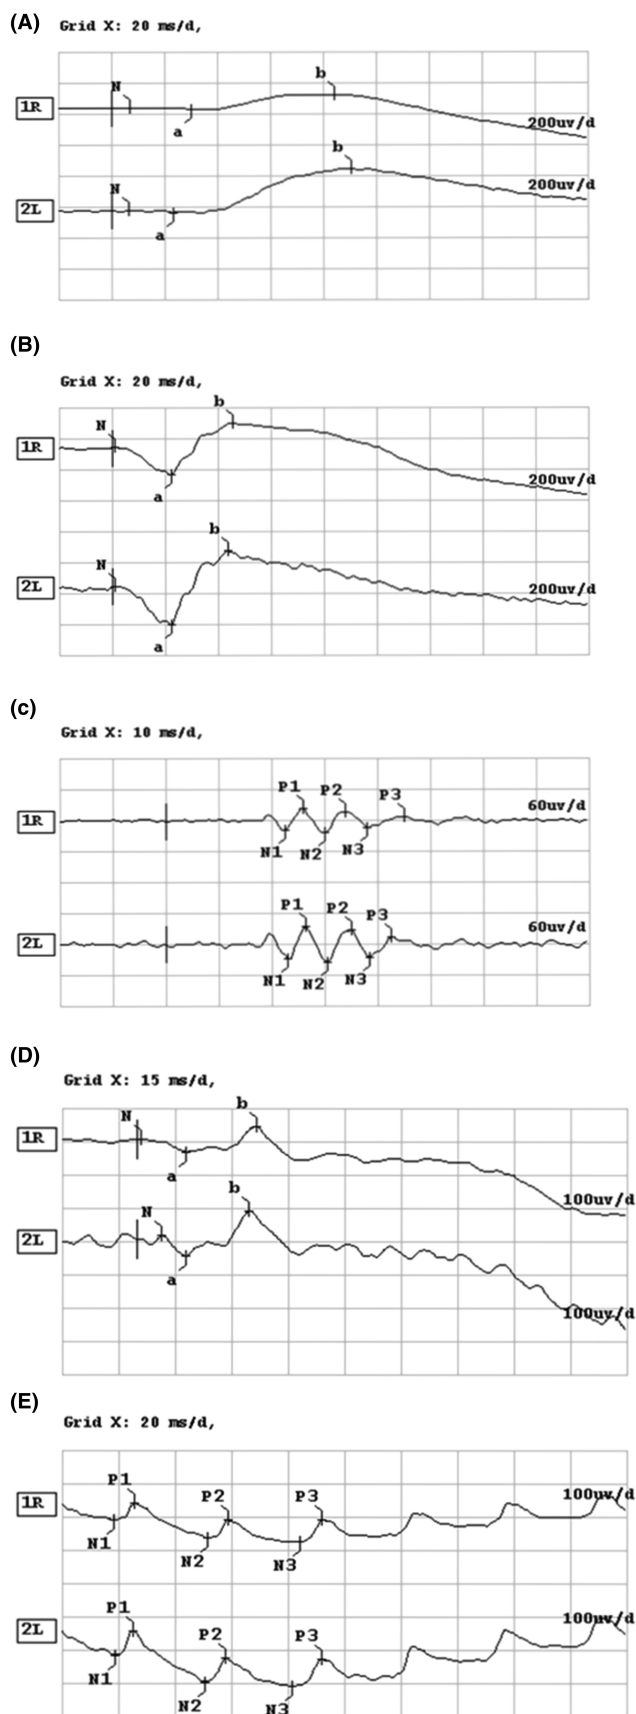 (A)
Grid X: 20 ms/d,
N
b
1R
a
200uv/d
b
N
200uv/d
2L
a
(B)
Grid X: 20 ms/d,
b
N
1R
200uv/d
a
b
N
2L
200uv/d
a
(c)
Grid X: 10 ms/d,
P1 P2 P3
60uv/d
1R
N1 N2 N3
P1 P2 P3
60uv/d
2L
N1 N2 N3
(D)
Grid X: 15 ms/d,
b
N
1R
a
100uv/d
b
N
2L
a
100uv/d
(E)
Grid X: 20 ms/d,
P1 P2 P3
100uv/d
1R
N1 N2 N3
P1 P2 P3
100uv/d
2L
N1 N2 N3